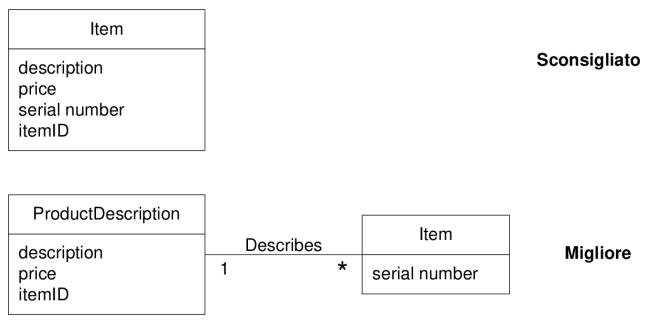 Item
Sconsigliato
description
price
serial number
itemID
ProductDescription
Describes
Item
Migliore
description
price
itemID
1
*
serial number